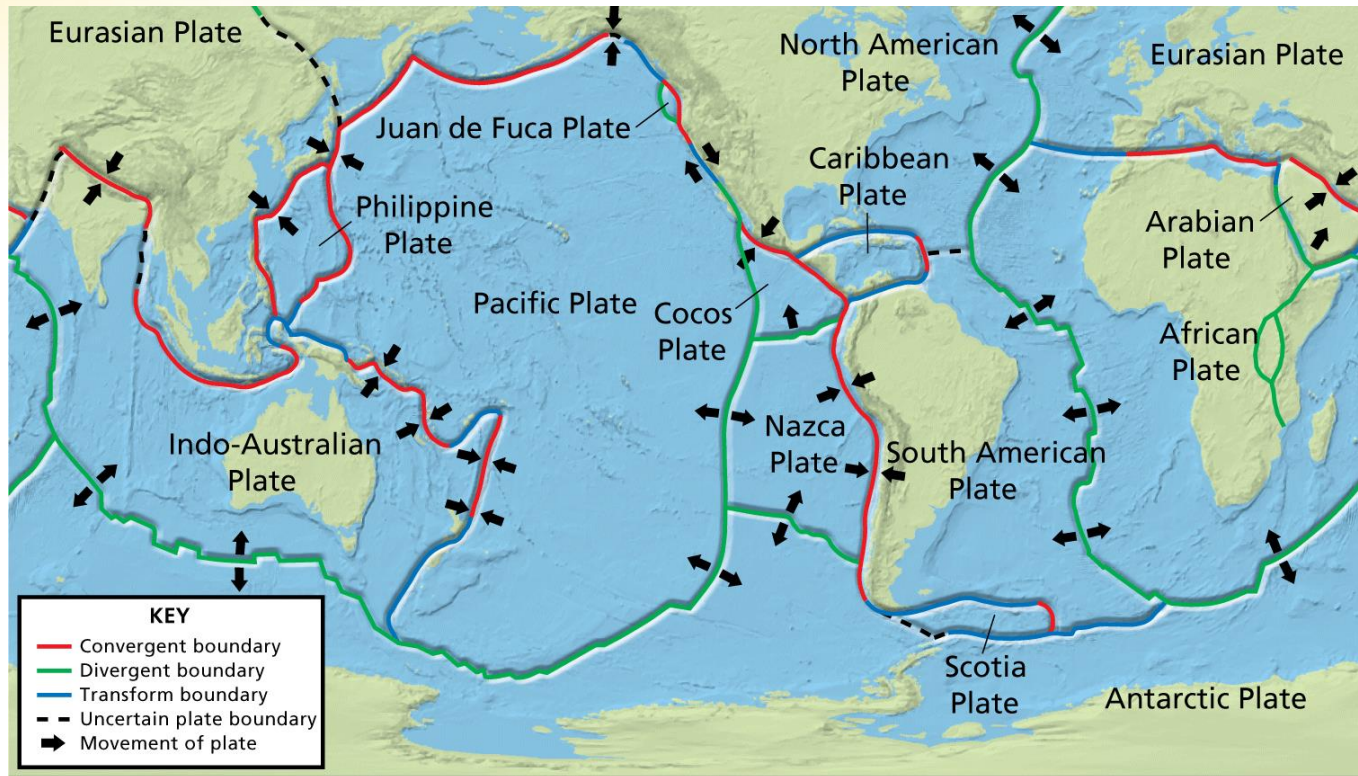 Eurasian Plate
North American
Plate
Eurasian Plate
Juan de Fuca Plate
Caribbean
Plate
Philippine
Plate
Arabian
Plate
Pacific Plate
Cocos
Plate
African
Plate
Nazca
Plate
Indo-Australian
Plate
South American
Plate
KEY
Convergent boundary
Divergent boundary
Transform boundary
Uncertain plate boundary
Movement of plate
Scotia
Plate
Antarctic Plate